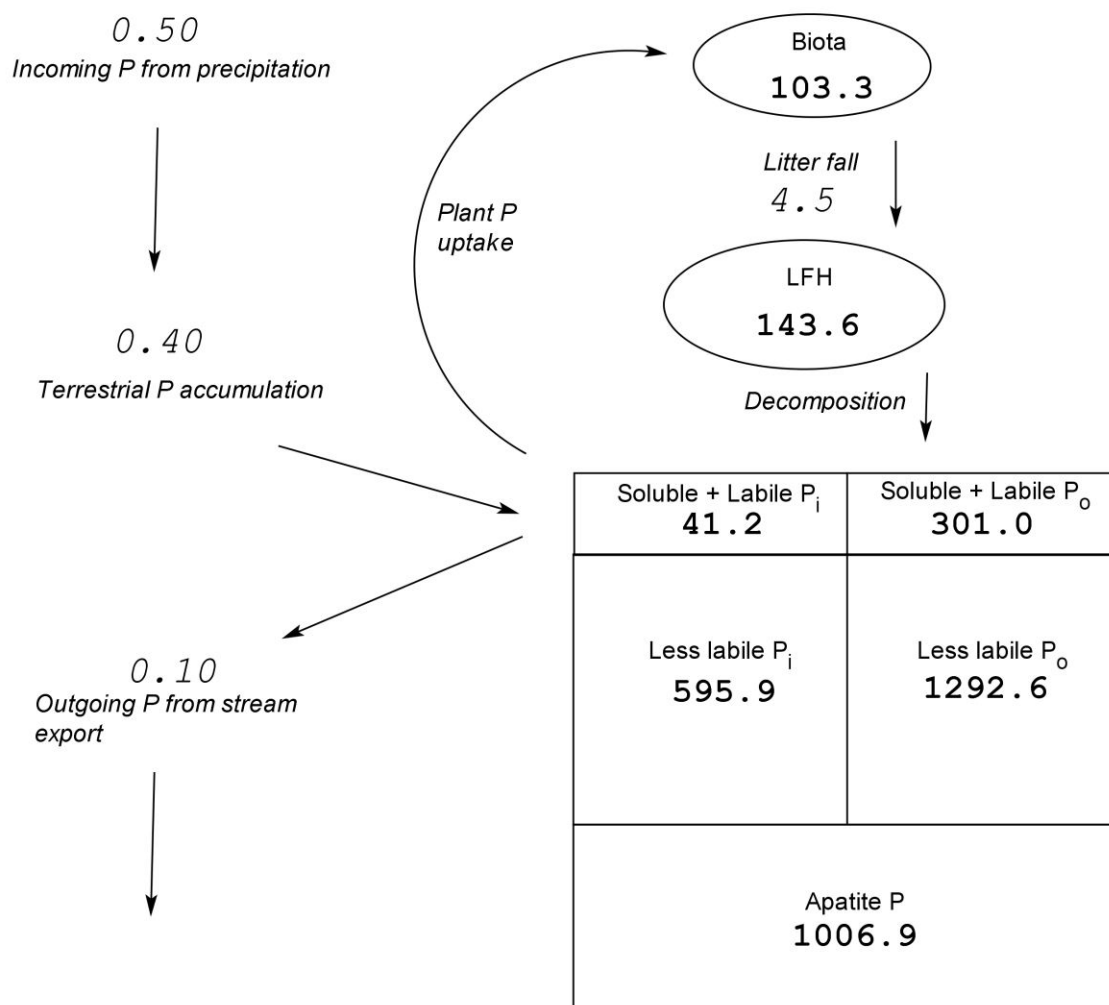 0.50
Incoming P from precipitation
Biota
103.3
Litter fall
4.5
Plant P
uptake
LFH
143.6
0.40
Terrestrial P accumulation
Decomposition
Soluble + Labile Pi
41.2
Soluble + Labile Po
301.0
Less labile Pi
595.9
Less labile Po
1292.6
0.10
Outgoing P from stream
export
Apatite P
1006.9